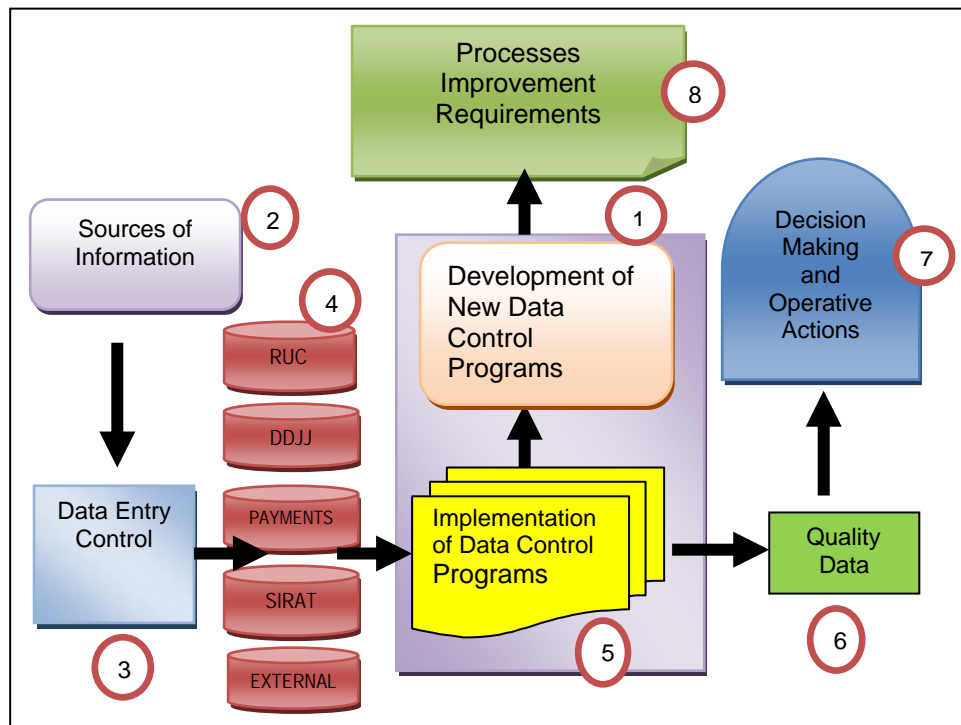 Processes
Improvement
Requirements
8
2
Sources of
Information
1
Decision
Making
and
Operative
Actions
7
Development of
New Data
Control
Programs
4
RUC
DDJJ
PAYMENTS
SIRAT
EXTERNAL
Data Entry
Control
3
Implementation
of Data Control
Programs
5
Quality
Data
6